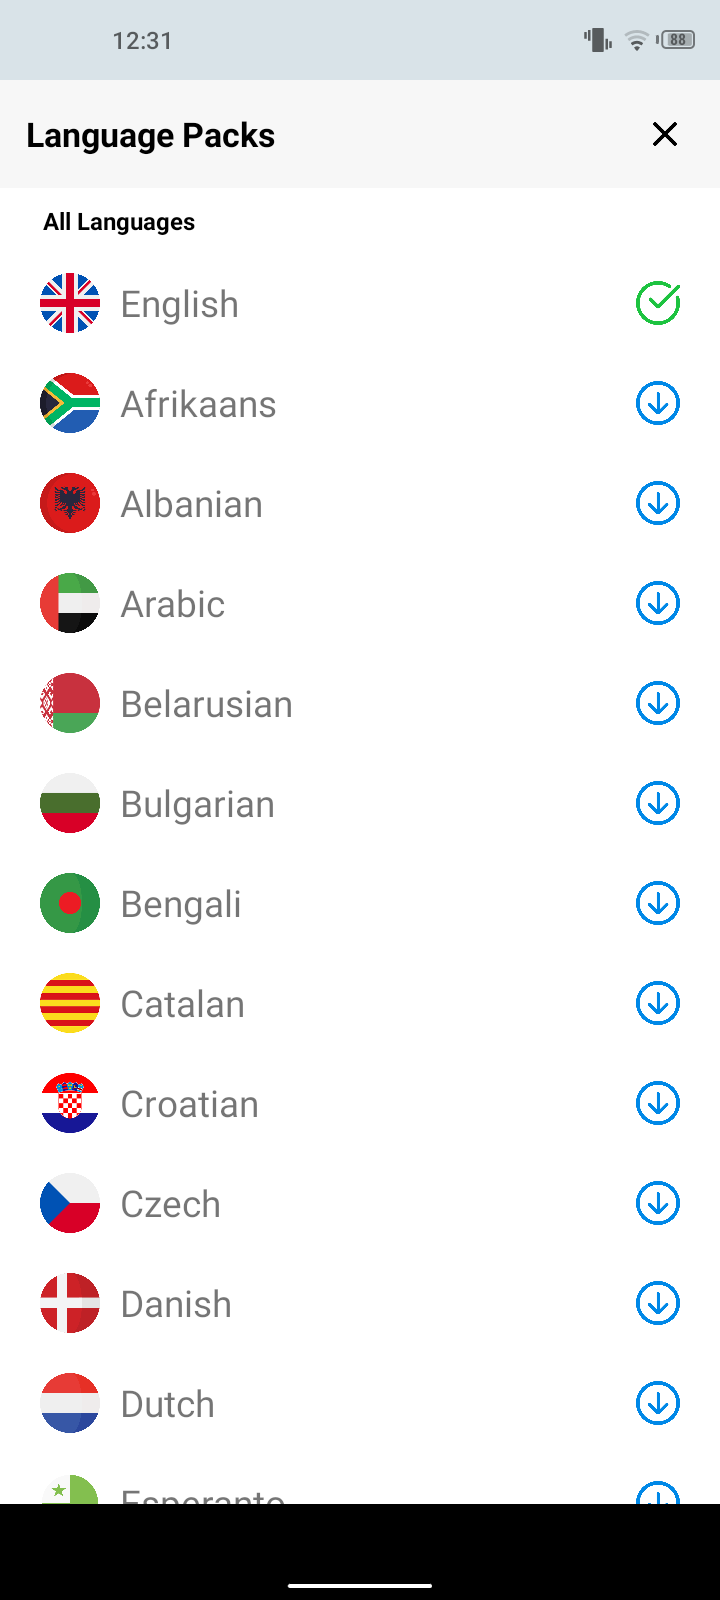 12:31
88
Language Packs
All Languages
English
Afrikaans
Albanian
Arabic
Belarusian
Bulgarian
Bengali
Catalan
Croatian
Czech
Danish
Dutch
Esperanto